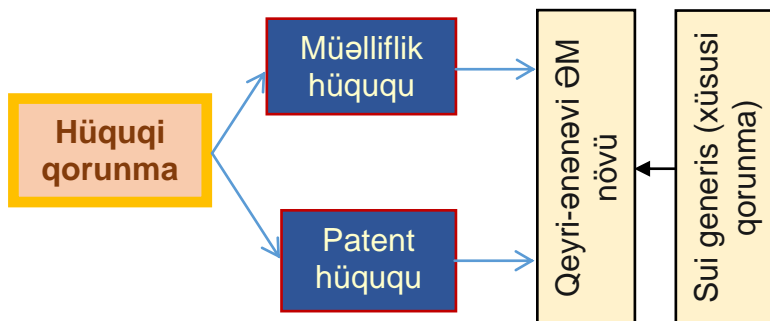 Hüquqi
qorunma
Müəlliflik
hüququ
Patent
hüququ
Qeyri-ənənəvi ƏM
növü
Sui generis (xüsusi
qorunma)